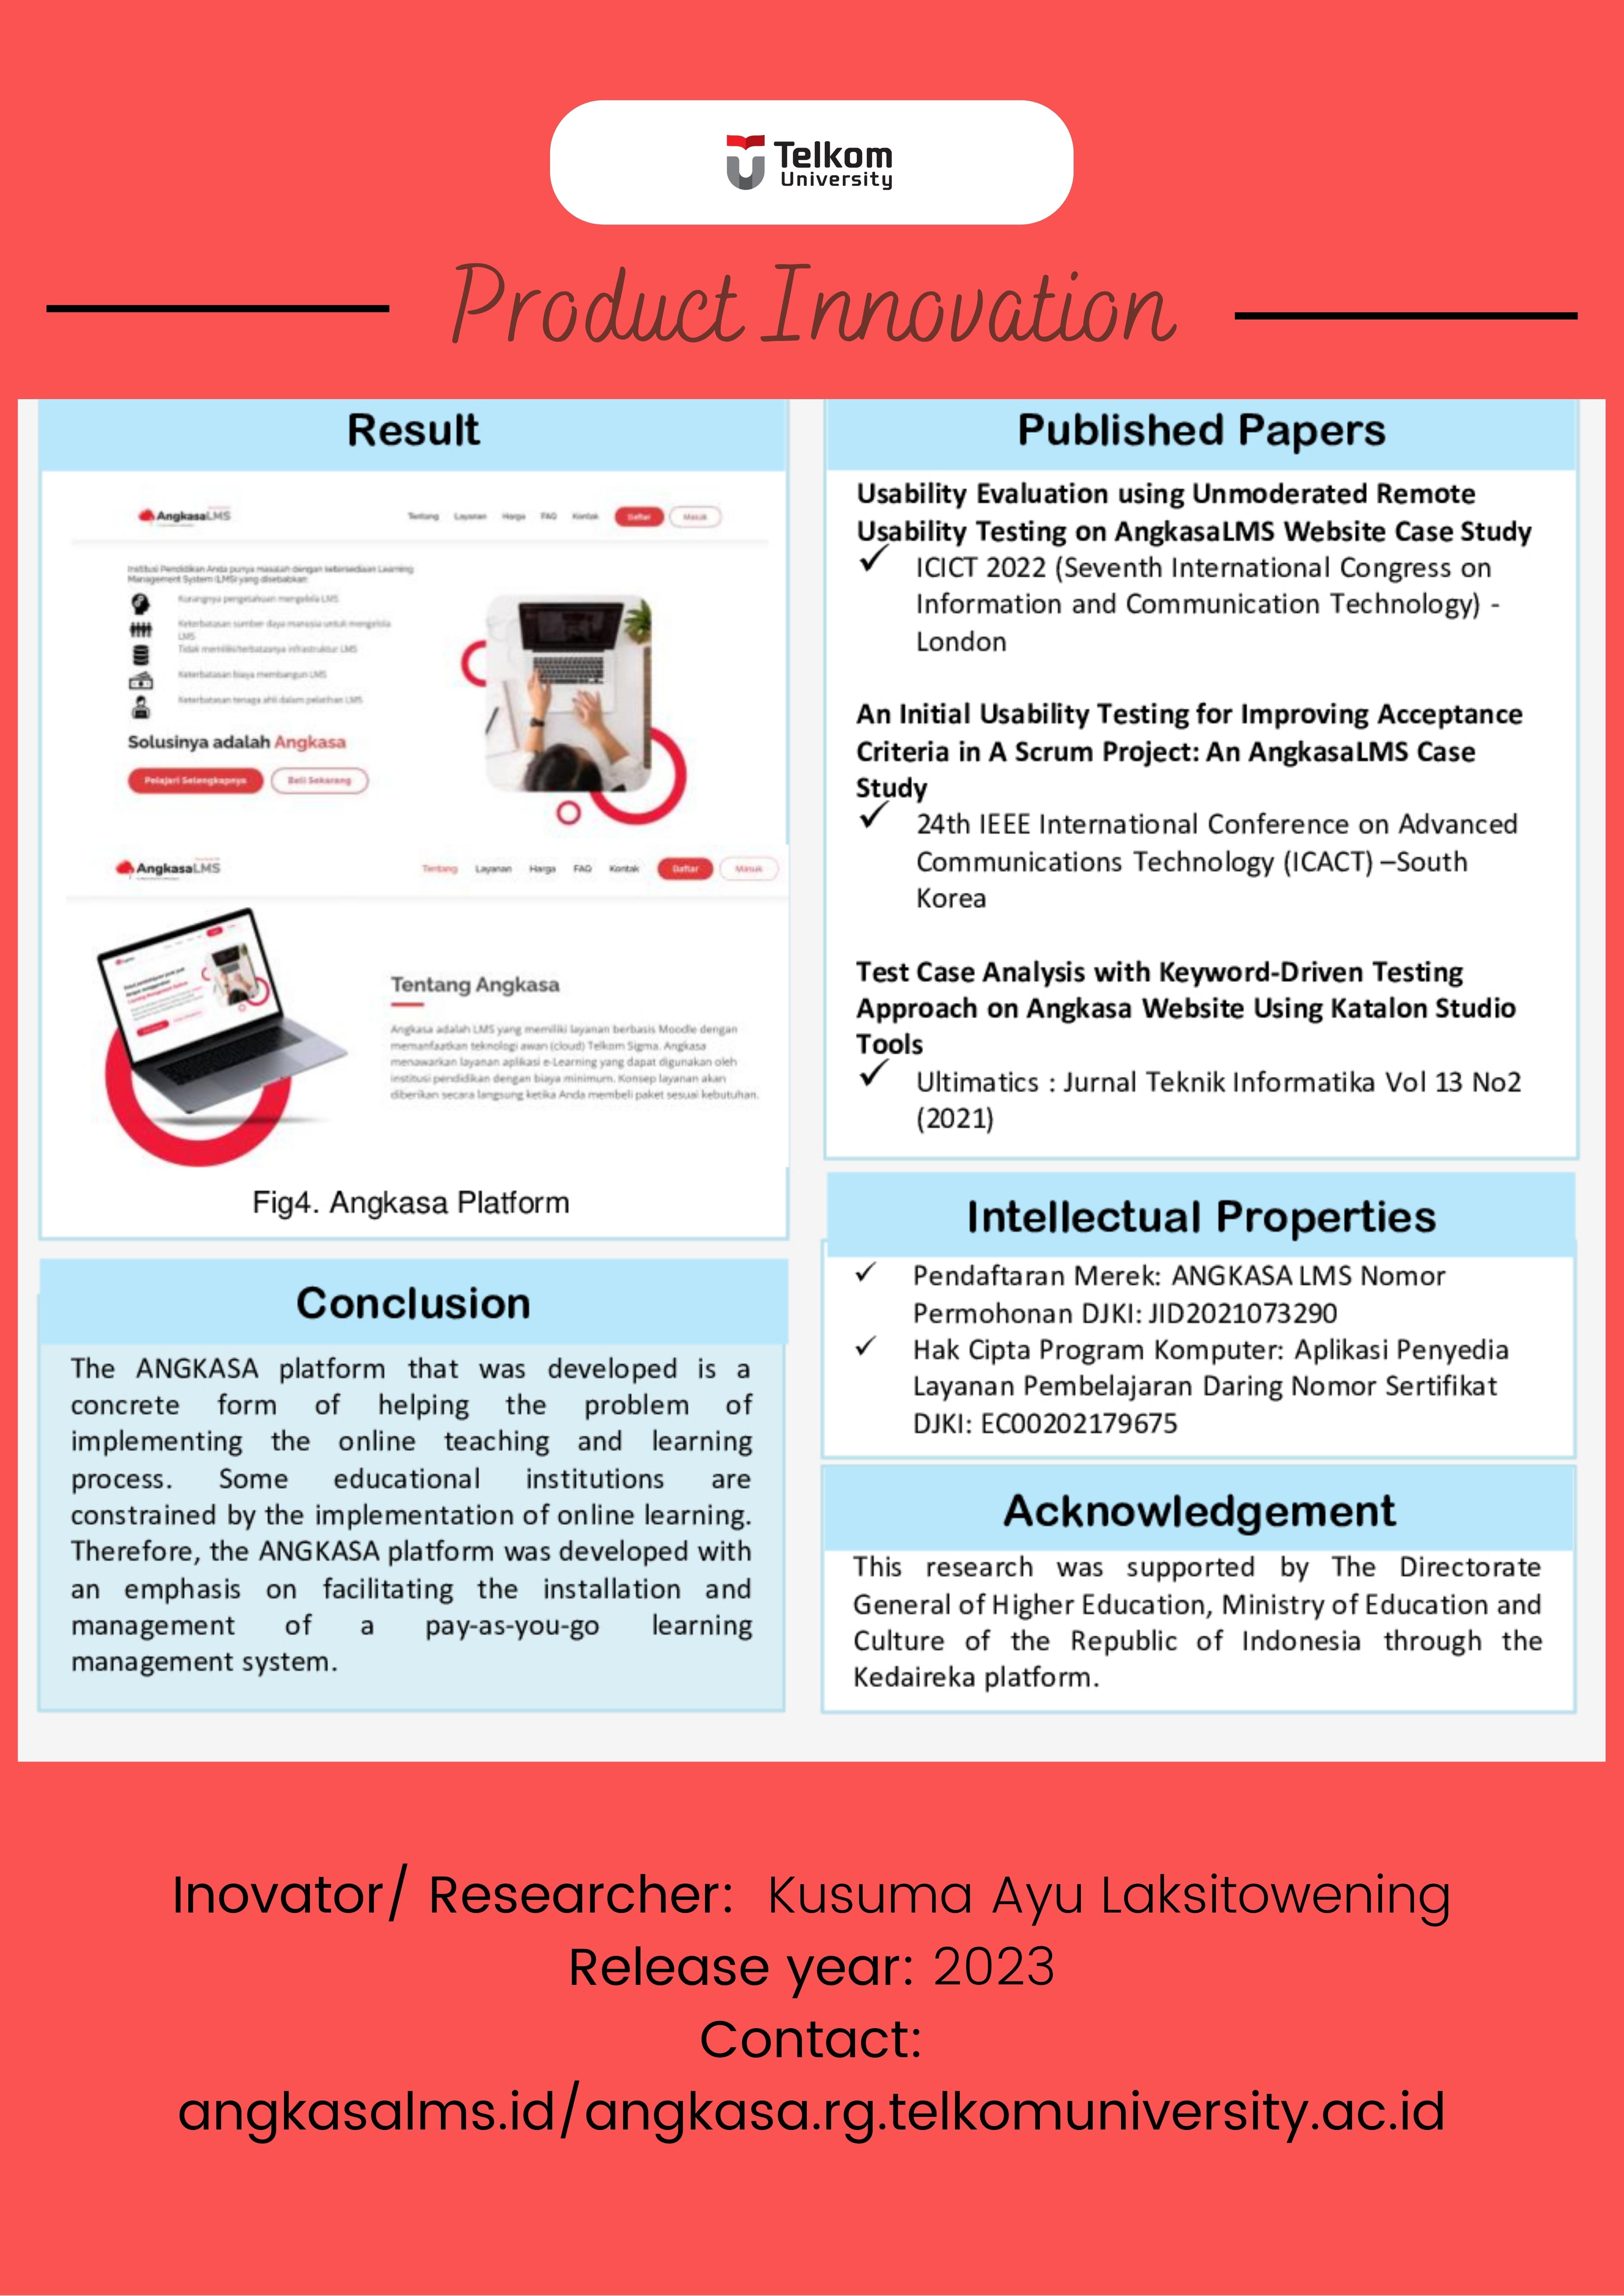 Telkom
University
Product Innovation
Result
AngkasaLMS
Tentang Layanan Harga FAQ Kontak Daftar Masuk
Institusi Pendidikan Anda punya masalah dengan ketersediaan Learning
Management System (LMS) yang disebabkan:
Kurangnya pengetahuan mengelola LMS
Keterbatasan sumber daya manusia untuk mengelola
LMS
Tidak memiliki/terbatasnya infrastruktur LMS
Keterbatasan biaya membangun LMS
Keterbatasan tenaga ahli dalam pelatihan LMS
Solusinya adalah Angkasa
Pelajari Selengkapnya Beli Sekarang
AngkasaLMS
Tentang Layanan Harga FAQ Kontak Daftar Masuk
Tentang Angkasa
Angkasa adalah LMS yang memiliki layanan berbasis Moodle dengan
memanfaatkan teknologi awan (cloud) Telkom Sigma. Angkasa
menawarkan layanan aplikasi e-Learning yang dapat digunakan oleh
institusi pendidikan dengan biaya minimum. Konsep layanan akan
diberikan secara langsung ketika Anda membeli paket sesuai kebutuhan.
Fig4. Angkasa Platform
Conclusion
The ANGKASA platform that was developed is a
concrete form of helping the problem of
implementing the online teaching and learning
process. Some educational institutions are
constrained by the implementation of online learning.
Therefore, the ANGKASA platform was developed with
an emphasis on facilitating the installation and
management of a pay-as-you-go learning
management system.
Published Papers
Usability Evaluation using Unmoderated Remote
Usability Testing on AngkasaLMS Website Case Study
✓ ICICT 2022 (Seventh International Congress on
Information and Communication Technology) -
London
An Initial Usability Testing for Improving Acceptance
Criteria in A Scrum Project: An AngkasaLMS Case
Study
✓ 24th IEEE International Conference on Advanced
Communications Technology (ICACT) –South
Korea
Test Case Analysis with Keyword-Driven Testing
Approach on Angkasa Website Using Katalon Studio
Tools
✓ Ultimatics : Jurnal Teknik Informatika Vol 13 No2
(2021)
Intellectual Properties
✓ Pendaftaran Merek: ANGKASA LMS Nomor
Permohonan DJKI: JID2021073290
✓ Hak Cipta Program Komputer: Aplikasi Penyedia
Layanan Pembelajaran Daring Nomor Sertifikat
DJKI: EC00202179675
Acknowledgement
This research was supported by The Directorate
General of Higher Education, Ministry of Education and
Culture of the Republic of Indonesia through the
Kedaireka platform.
Inovator/ Researcher: Kusuma Ayu Laksitowening
Release year: 2023
Contact:
angkasalms.id/angkasa.rg.telkomuniversity.ac.id